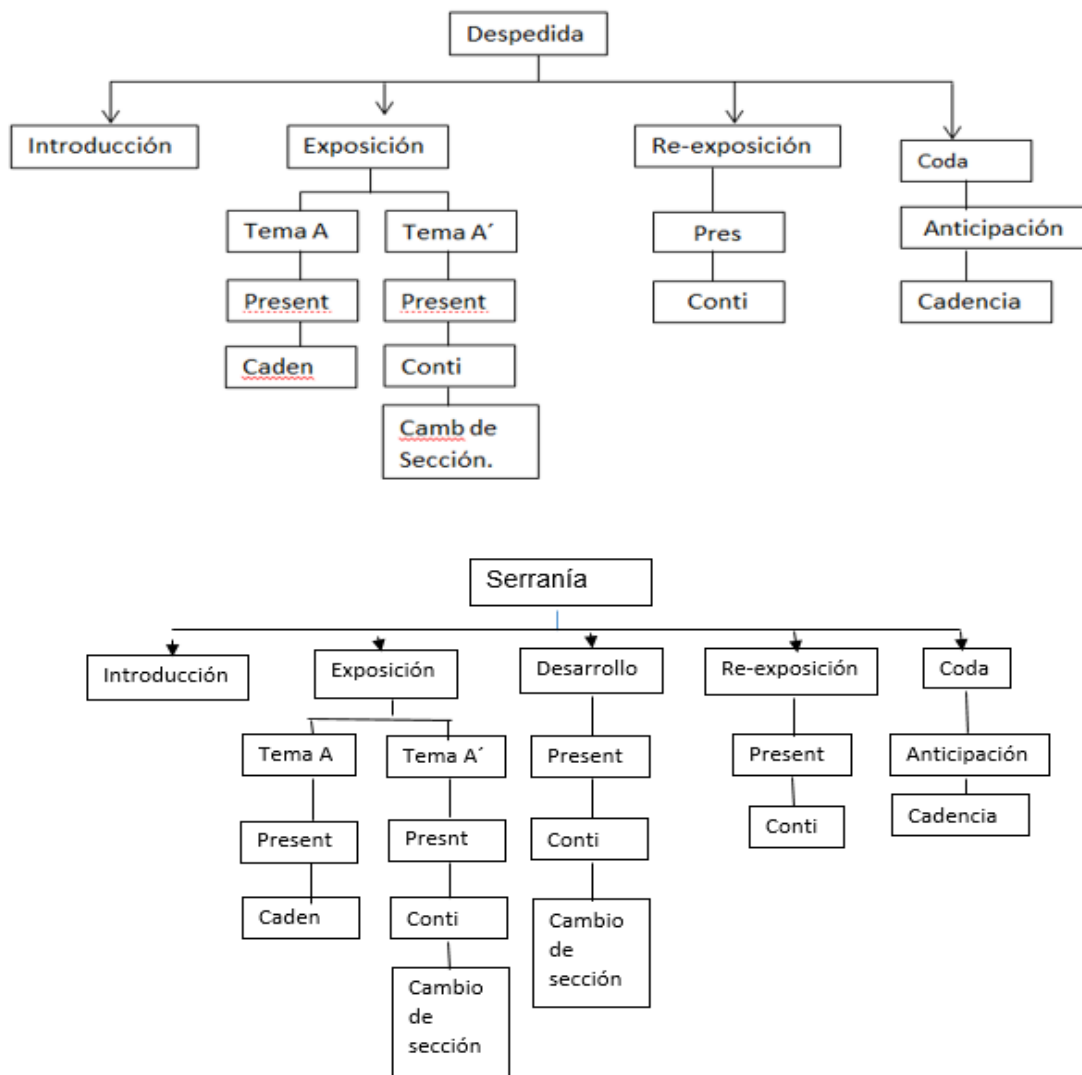 Despedida
Introducción
Exposición
Re-exposición
Coda
Tema A
Tema A´
Pres
Anticipación
Present
Present
Conti
Cadencia
Caden
Conti
Camb de
Sección.
Serranía
Introducción
Exposición
Desarrollo
Re-exposición
Coda
Tema A
Tema A´
Present
Present
Anticipación
Present
Presnt
Conti
Conti
Cadencia
Caden
Conti
Cambio
de
sección
Cambio
de
sección